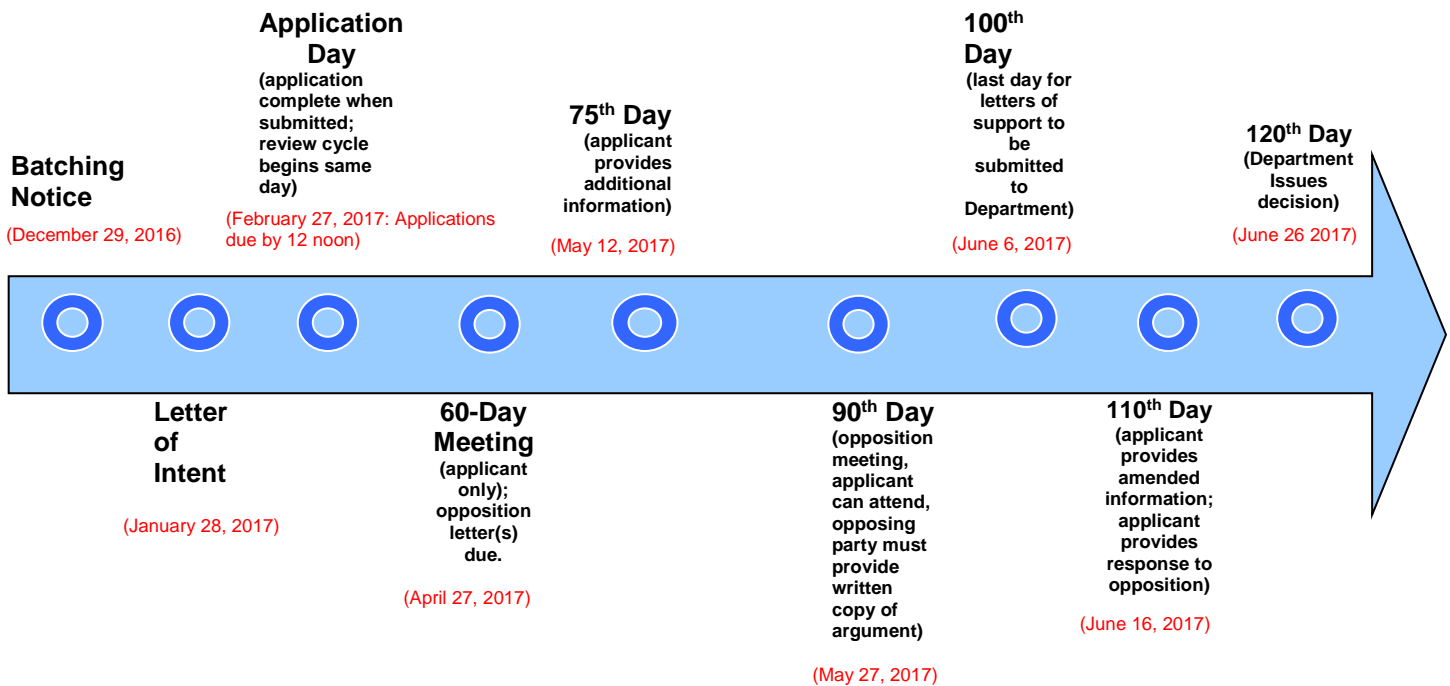 Batching
Notice
(December 29, 2016)
Letter
of
Intent
(January 28, 2017)
Application
Day
(application
complete when
submitted;
review cycle
begins same
day)
(February 27, 2017: Applications
due by 12 noon)
60-Day
Meeting
(applicant
only);
opposition
letter(s)
due.
(April 27, 2017)
75th Day
(applicant
provides
additional
information)
(May 12, 2017)
90th Day
(opposition
meeting,
applicant
can attend,
opposing
party must
provide
written
copy of
argument)
(May 27, 2017)
100th
Day
(last day for
letters of
support to
be
submitted
to
Department)
(June 6, 2017)
110th Day
(applicant
provides
amended
information;
applicant
provides
response to
opposition)
(June 16, 2017)
120th Day
(Department
Issues
decision)
(June 26 2017)